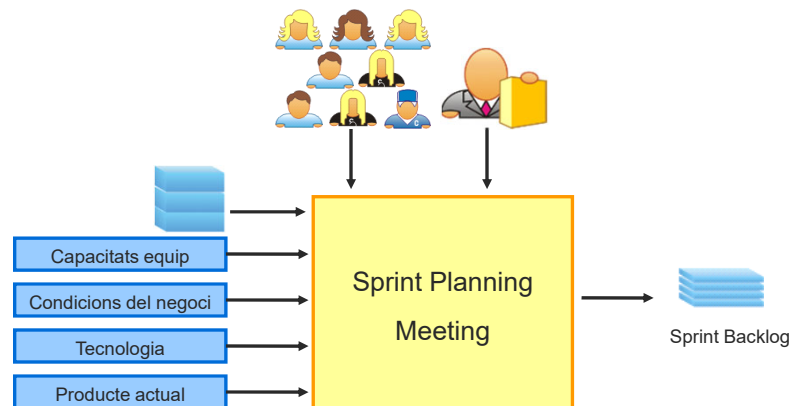 Capacitats equip
Condicions del negoci
Tecnologia
Producte actual
Sprint Planning
Meeting
Sprint Backlog